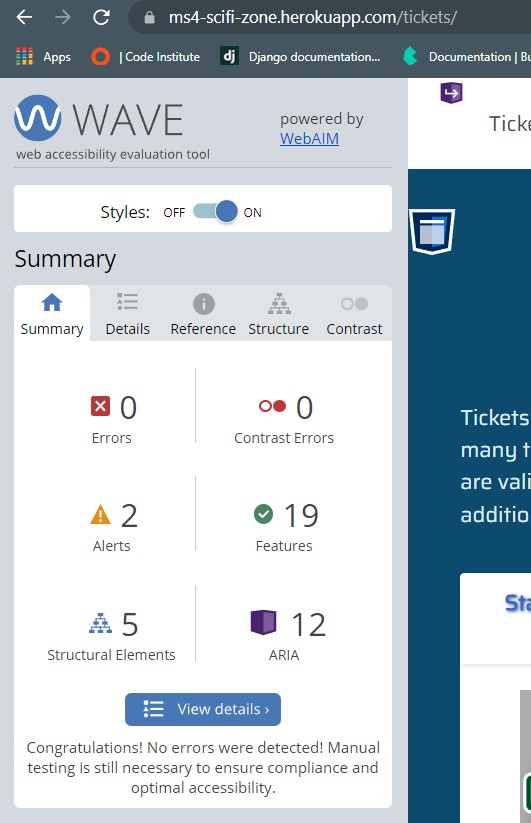 ms4-scifi-zone.herokuapp.com/tickets/
Apps
| Code Institute
dj
Django documentation...
Documentation | Bu
WAVE
powered by
WebAIM
web accessibility evaluation tool
Styles: OFF ON
Summary
Summary Details Reference Structure Contrast
0 0
Errors Contrast Errors
2 19
Alerts Features
5 12
Structural Elements ARIA
View details ›
Congratulations! No errors were detected! Manual
testing is still necessary to ensure compliance and
optimal accessibility.
Ticke
Tickets
many t
are vali
additio
Sta